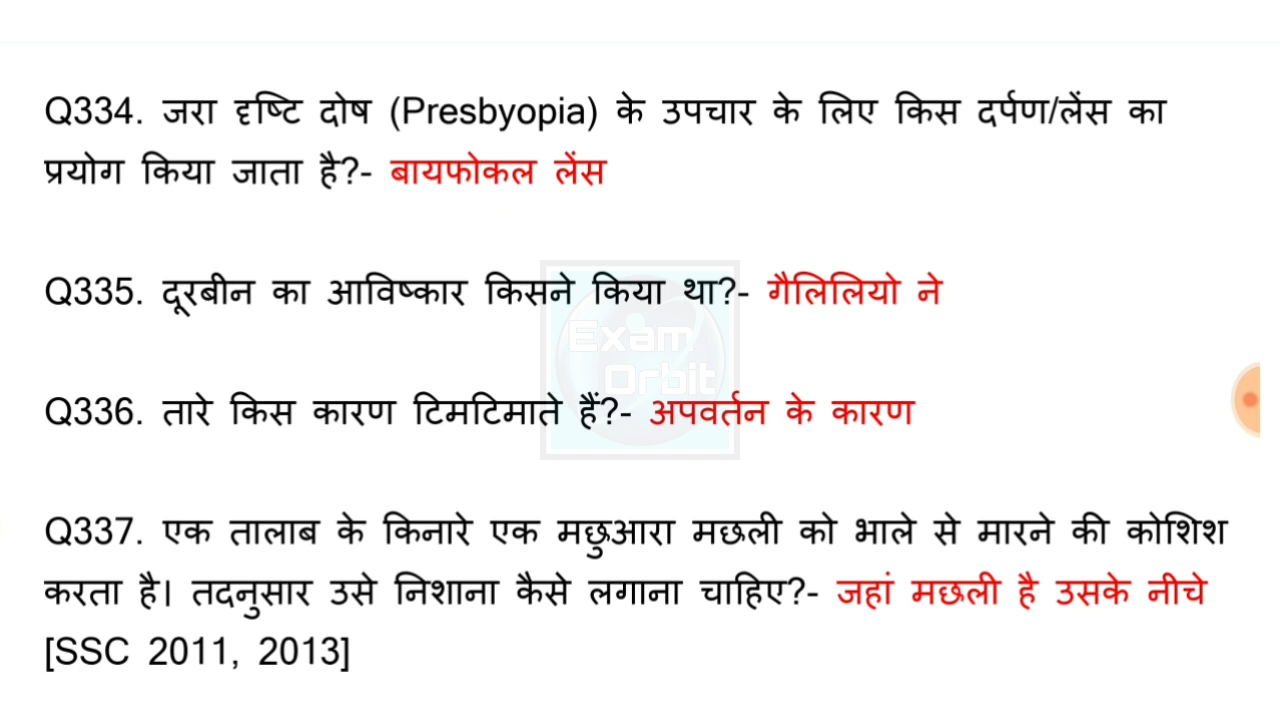 Q334. जरा दृष्टि दोष (Presbyopia) के उपचार के लिए किस दर्पण/लेंस का
प्रयोग किया जाता है?- बायफोकल लेंस
Q335. दूरबीन का आविष्कार किसने किया था?- गैलिलियो ने
Exam
Orbit
Q336. तारे किस कारण टिमटिमाते हैं?- अपवर्तन के कारण
Q337. एक तालाब के किनारे एक मछुआरा मछली को भाले से मारने की कोशिश
करता है। तदनुसार उसे निशाना कैसे लगाना चाहिए?- जहां मछली है उसके नीचे
[SSC 2011, 2013]